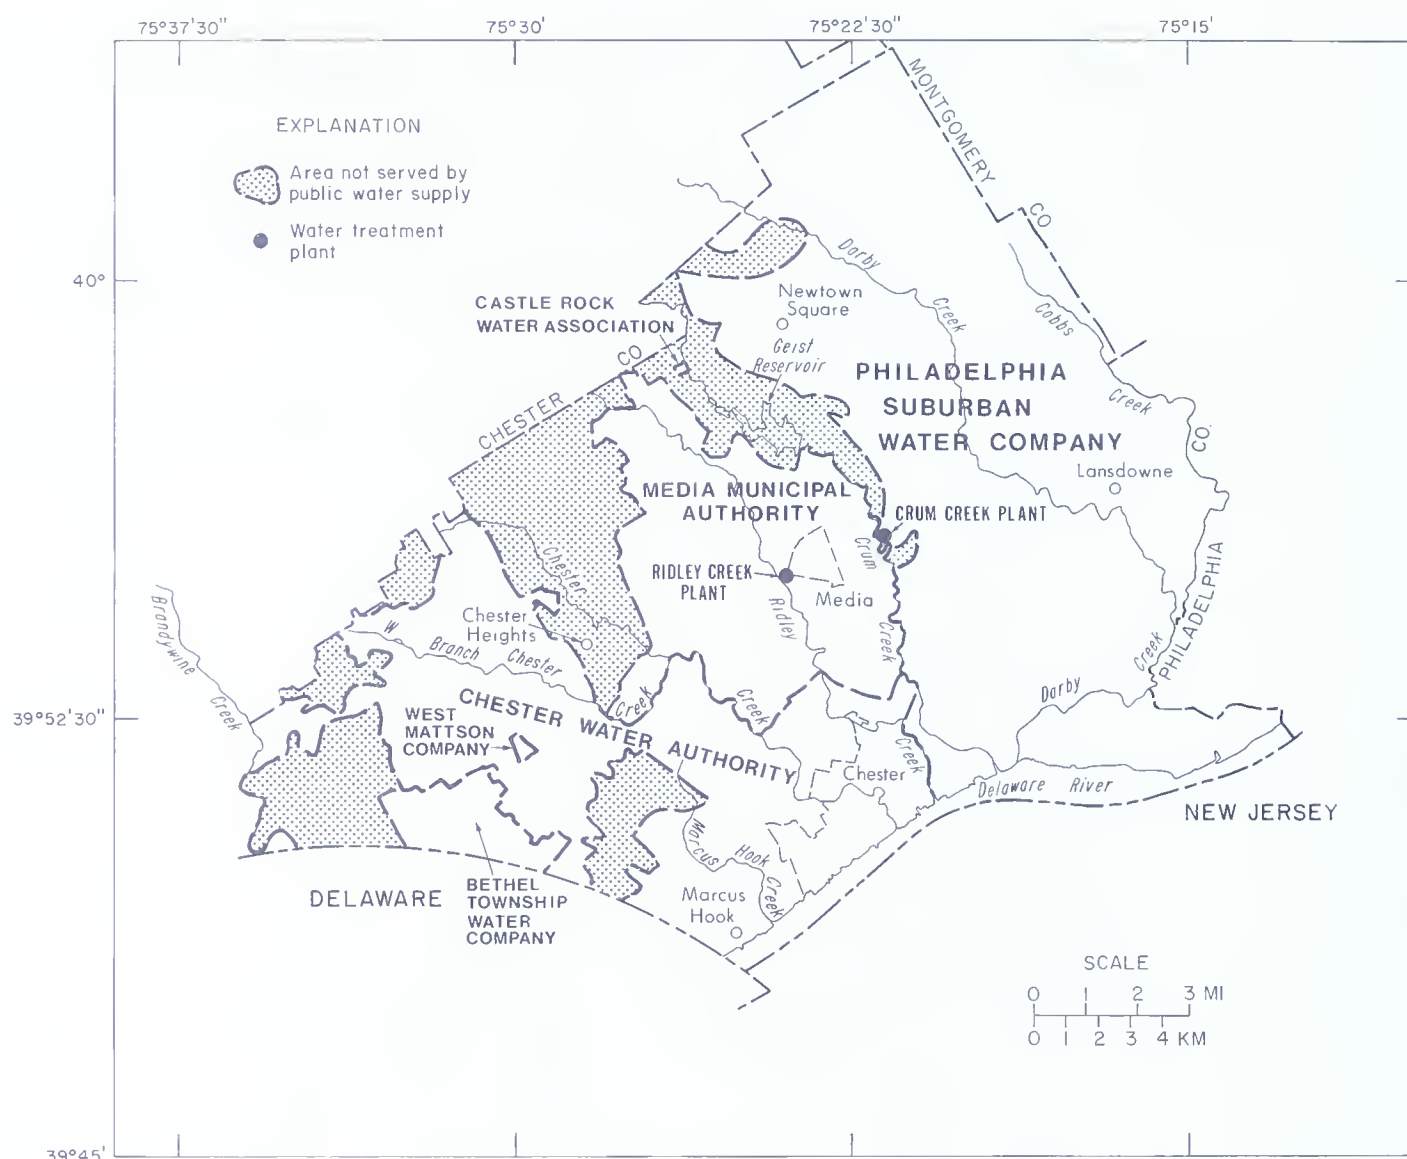 75°37'30"
75°30'
75°22'30"
75°15'
EXPLANATION
Area not served by
public water supply
Water treatment
plant
MONTGOMERY
CO
40°
Darby
Creek
Cobbs
Creek
Newtown
Square
CASTLE ROCK
WATER ASSOCIATION
Geist
Reservoir
CHESTER
CO
PHILADELPHIA
SUBURBAN
WATER COMPANY
CO.
Lansdowne
MEDIA MUNICIPAL
AUTHORITY
CRUM CREEK PLANT
Crum
Creek
RIDLEY CREEK
PLANT
Media
Ridley
Creek
PHILADELPHIA
Creek
Chester
Chester
Heights
W
Branch
Chester
Creek
Creek
Brandywine
Creek
Darby
39°52'30"
CHESTER WATER AUTHORITY
WEST
MATTSON
COMPANY
Cr
Chester
Delaware River
NEW JERSEY
Marcus
Hook
Creek
DELAWARE
BETHEL
TOWNSHIP
WATER
COMPANY
Marcus
Hook
SCALE
0 1 2 3 MI
0 1 2 3 4 KM
39°45'